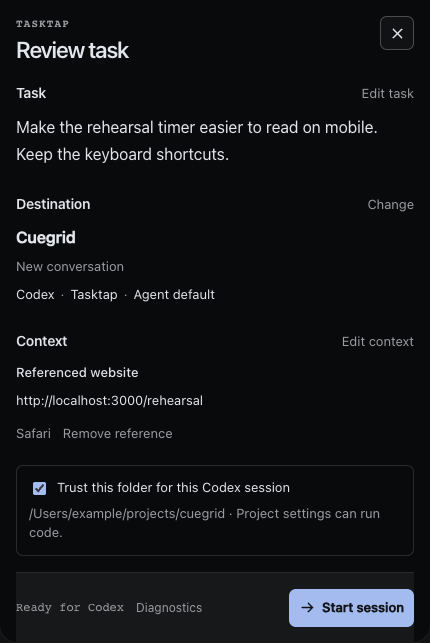 TASKTAP
Review task
Task
Edit task
Make the rehearsal timer easier to read on mobile.
Keep the keyboard shortcuts.
Destination
Change
Cuegrid
New conversation
Codex · Tasktap · Agent default
Context
Edit context
Referenced website
http://localhost:3000/rehearsal
Safari Remove reference
Trust this folder for this Codex session
/Users/example/projects/cuegrid · Project settings can run
code.
Ready for Codex Diagnostics
→ Start session